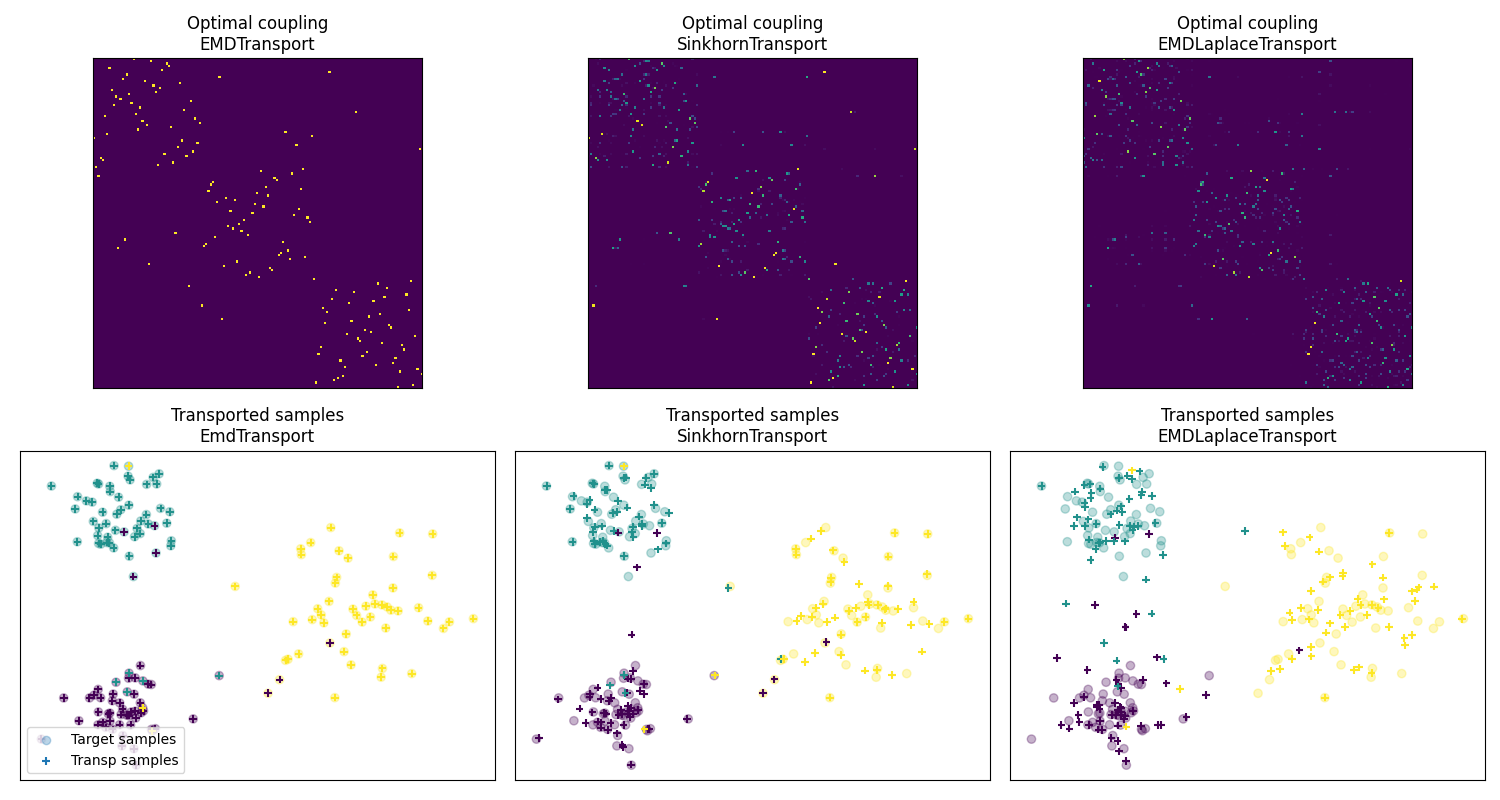 Optimal coupling
EMDTransport
Optimal coupling
SinkhornTransport
Optimal coupling
EMDLaplaceTransport
Transported samples
EmdTransport
Transported samples
SinkhornTransport
Transported samples
EMDLaplaceTransport
Target samples
Transp samples